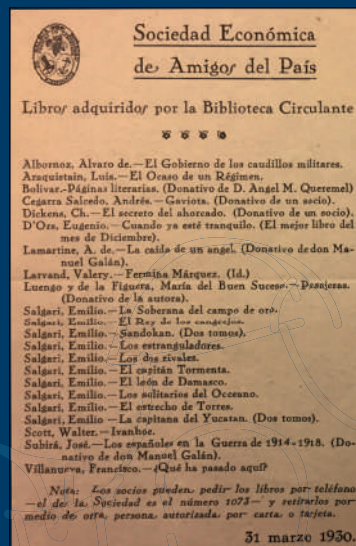 Sociedad Económica
de Amigos del País
Libros adquiridos por la Biblioteca Circulante
Albornoz, Alvaro de.—El Gobierno de los caudillos militares.
Araquistain, Luis.—El Ocaso de un Régimen.
Bolivar.-Páginas literarias. (Donativo de D. Angel M. Queremel)
Cegarra Salcedo, Andrés.—Gaviota. (Donativo de un socio).
Dickens, Ch.—El secreto del ahorcado. (Donativo de un socio).
D'Ors, Eugenio.—Cuando ya esté tranquilo. (El mejor libro del
mes de Diciembre).
Lamartine, A. de.—La caida de un angel. (Donativo de don Ma-
nuel Galán).
Larvand, Valery.—Fermina Márquez. (Id.)
Luengo y de la Figuera, María del Buen Suceso.—Pasajeras.
(Donativo de la autora).
Salgari, Emilio.—La Soberana del campo de oro.
Salgari, Emilio.—El Rey de los cangrejos.
Salgari, Emilio.—Sandokan. (Dos tomos).
Salgari, Emilio.—Los estranguladores.
Salgari, Emilio.—Los dos rivales.
Salgari, Emilio.—El capitán Tormenta.
Salgari, Emilio.—El león de Damasco.
Salgari, Emilio.—Los solitarios del Occeano.
Salgari, Emilio.—El estrecho de Torres.
Salgari, Emilio.—La capitana del Yucatan. (Dos tomos).
Scott, Walter.—Ivanhoe.
Subirá, José.—Los españoles en la Guerra de 1914-1918. (Do-
nativo de don Manuel Galán).
Villanueva, Francisco.—¿Qué ha pasado aquí?
Nota: Los socios pueden pedir los libros por teléfono
—el de la Sociedad es el número 1073— y retirarlos por
medio de otra persona autorizada por carta o tarjeta.
31 marzo 1930.